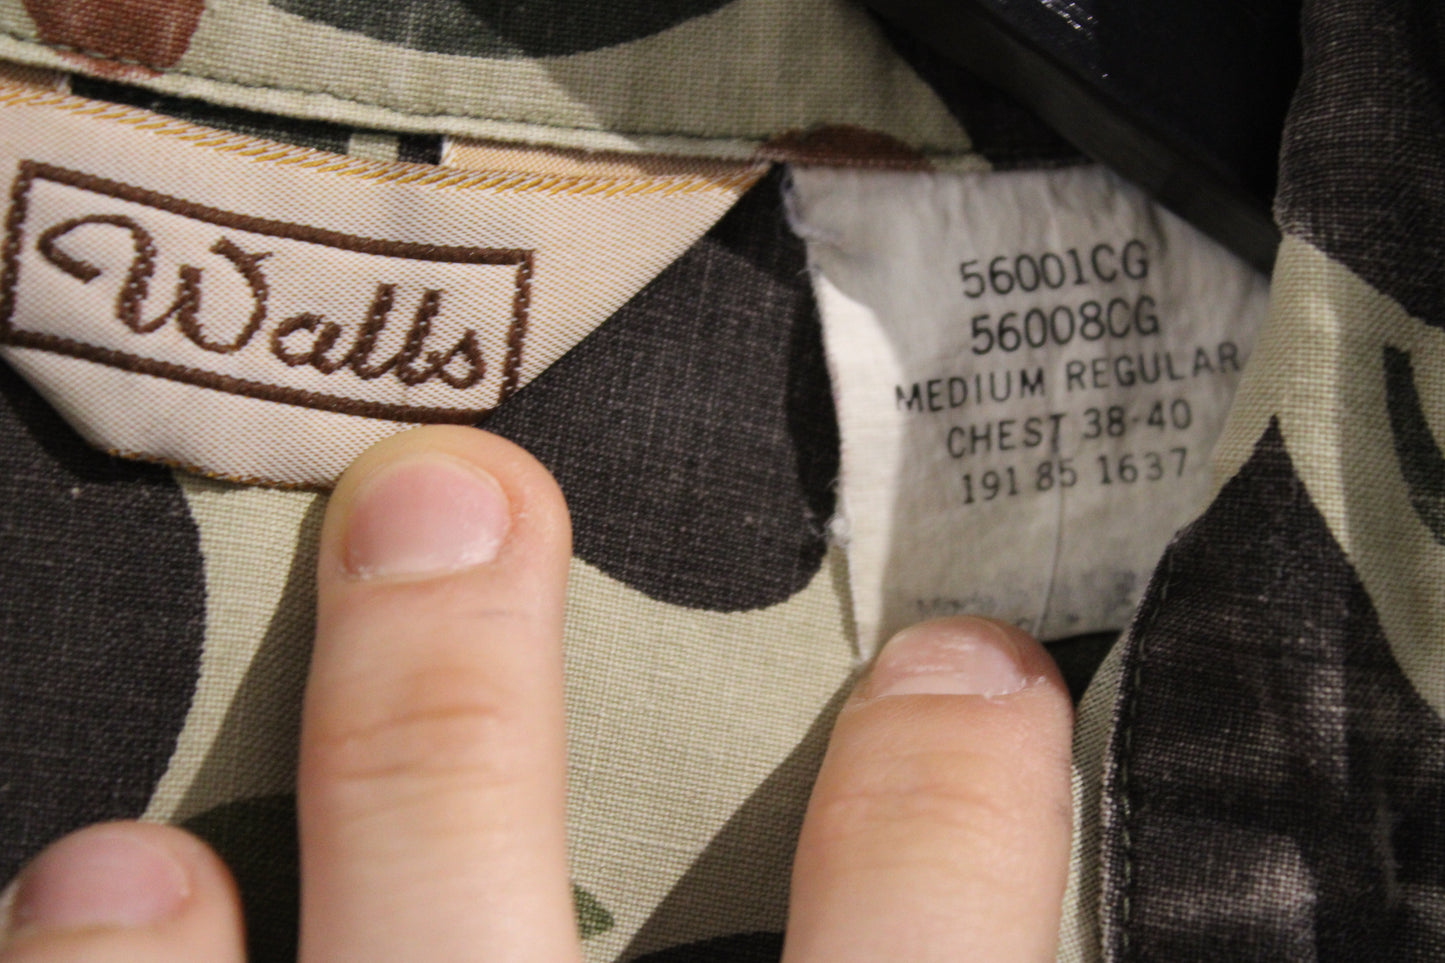 Walls
56001CG
56008CG
MEDIUM REGULAR
CHEST 38-40
191 85 1637